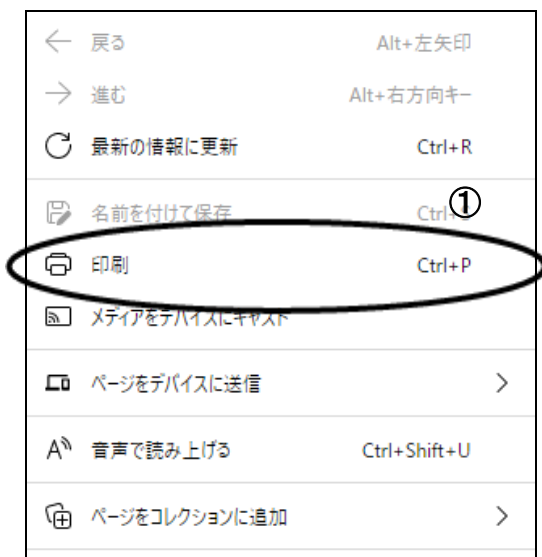 戻る Alt+左矢印
進む Alt+右方向キー
最新の情報に更新 Ctrl+R
①
名前を付けて保存 Ctrl+
印刷 Ctrl+P
メディアをデバイスにキャスト
ページをデバイスに送信
音声で読み上げる Ctrl+Shift+U
ページをコレクションに追加